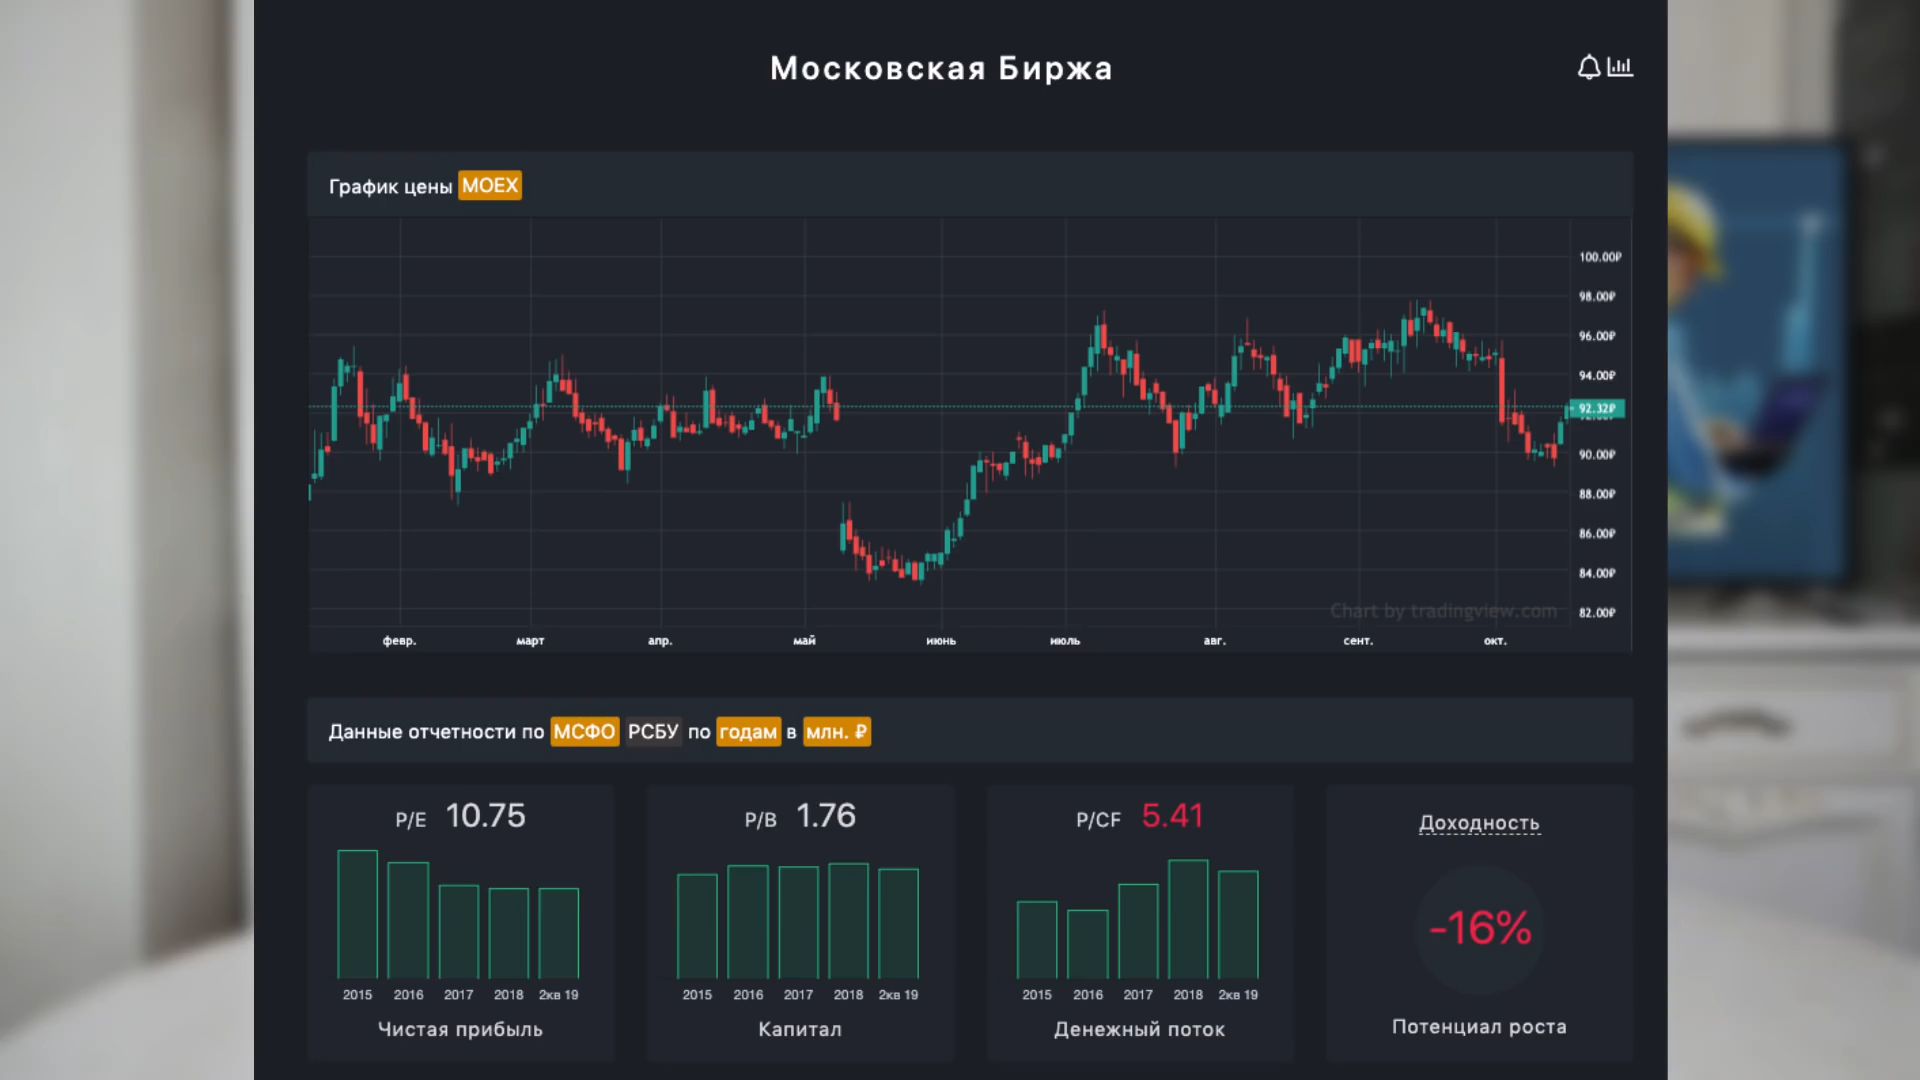 Московская Биржа
График цены MOEX
100.00₽
98.00₽
96.00₽
94.00₽
92.32₽
90.00₽
88.00₽
86.00₽
84.00₽
82.00₽
Chart by tradingview.com
февр. март апр. май июнь июль авг. сент. окт.
Данные отчетности по МСФО РСБУ по годам в млн. ₽
P/E 10.75
2015 2016 2017 2018 2кв 19
Чистая прибыль
P/B 1.76
2015 2016 2017 2018 2кв 19
Капитал
P/CF 5.41
2015 2016 2017 2018 2кв 19
Денежный поток
Доходность
-16%
Потенциал роста